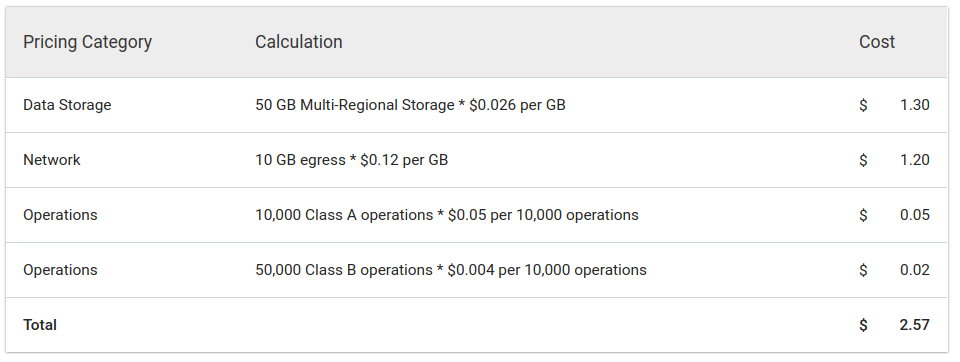 Pricing Category Calculation Cost
Data Storage 50 GB Multi-Regional Storage * $0.026 per GB $ 1.30
Network 10 GB egress * $0.12 per GB $ 1.20
Operations 10,000 Class A operations * $0.05 per 10,000 operations $ 0.05
Operations 50,000 Class B operations * $0.004 per 10,000 operations $ 0.02
Total $ 2.57